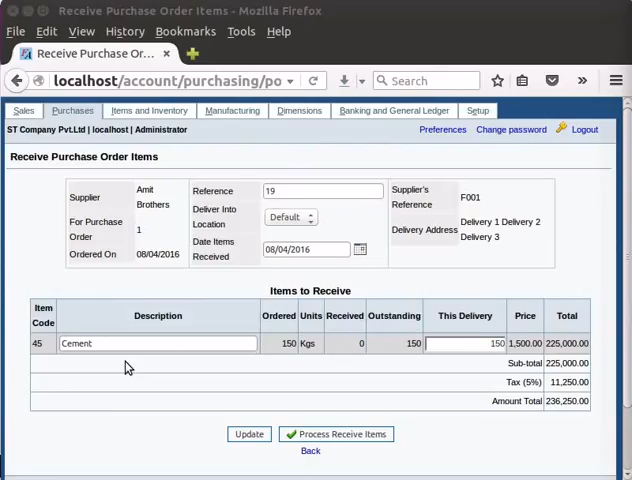 Receive Purchase Order Items - Mozilla Firefox
File Edit View History Bookmarks Tools Help
Receive Purchase Or...
localhost/account/purchasing/po
Search
Sales Purchases Items and Inventory Manufacturing Dimensions Banking and General Ledger Setup
ST Company Pvt.Ltd | localhost | Administrator Preferences Change password Logout
Receive Purchase Order Items
Supplier Amit Brothers
For Purchase Order 1
Ordered On 08/04/2016
Reference 19
Deliver Into Location Default
Date Items Received 08/04/2016
Supplier's Reference F001
Delivery Address Delivery 1 Delivery 2 Delivery 3
Items to Receive
Item Code Description Ordered Units Received Outstanding This Delivery Price Total
45 Cement 150 Kgs 0 150 150 1,500.00 225,000.00
Sub-total 225,000.00
Tax (5%) 11,250.00
Amount Total 236,250.00
Update Process Receive Items
Back